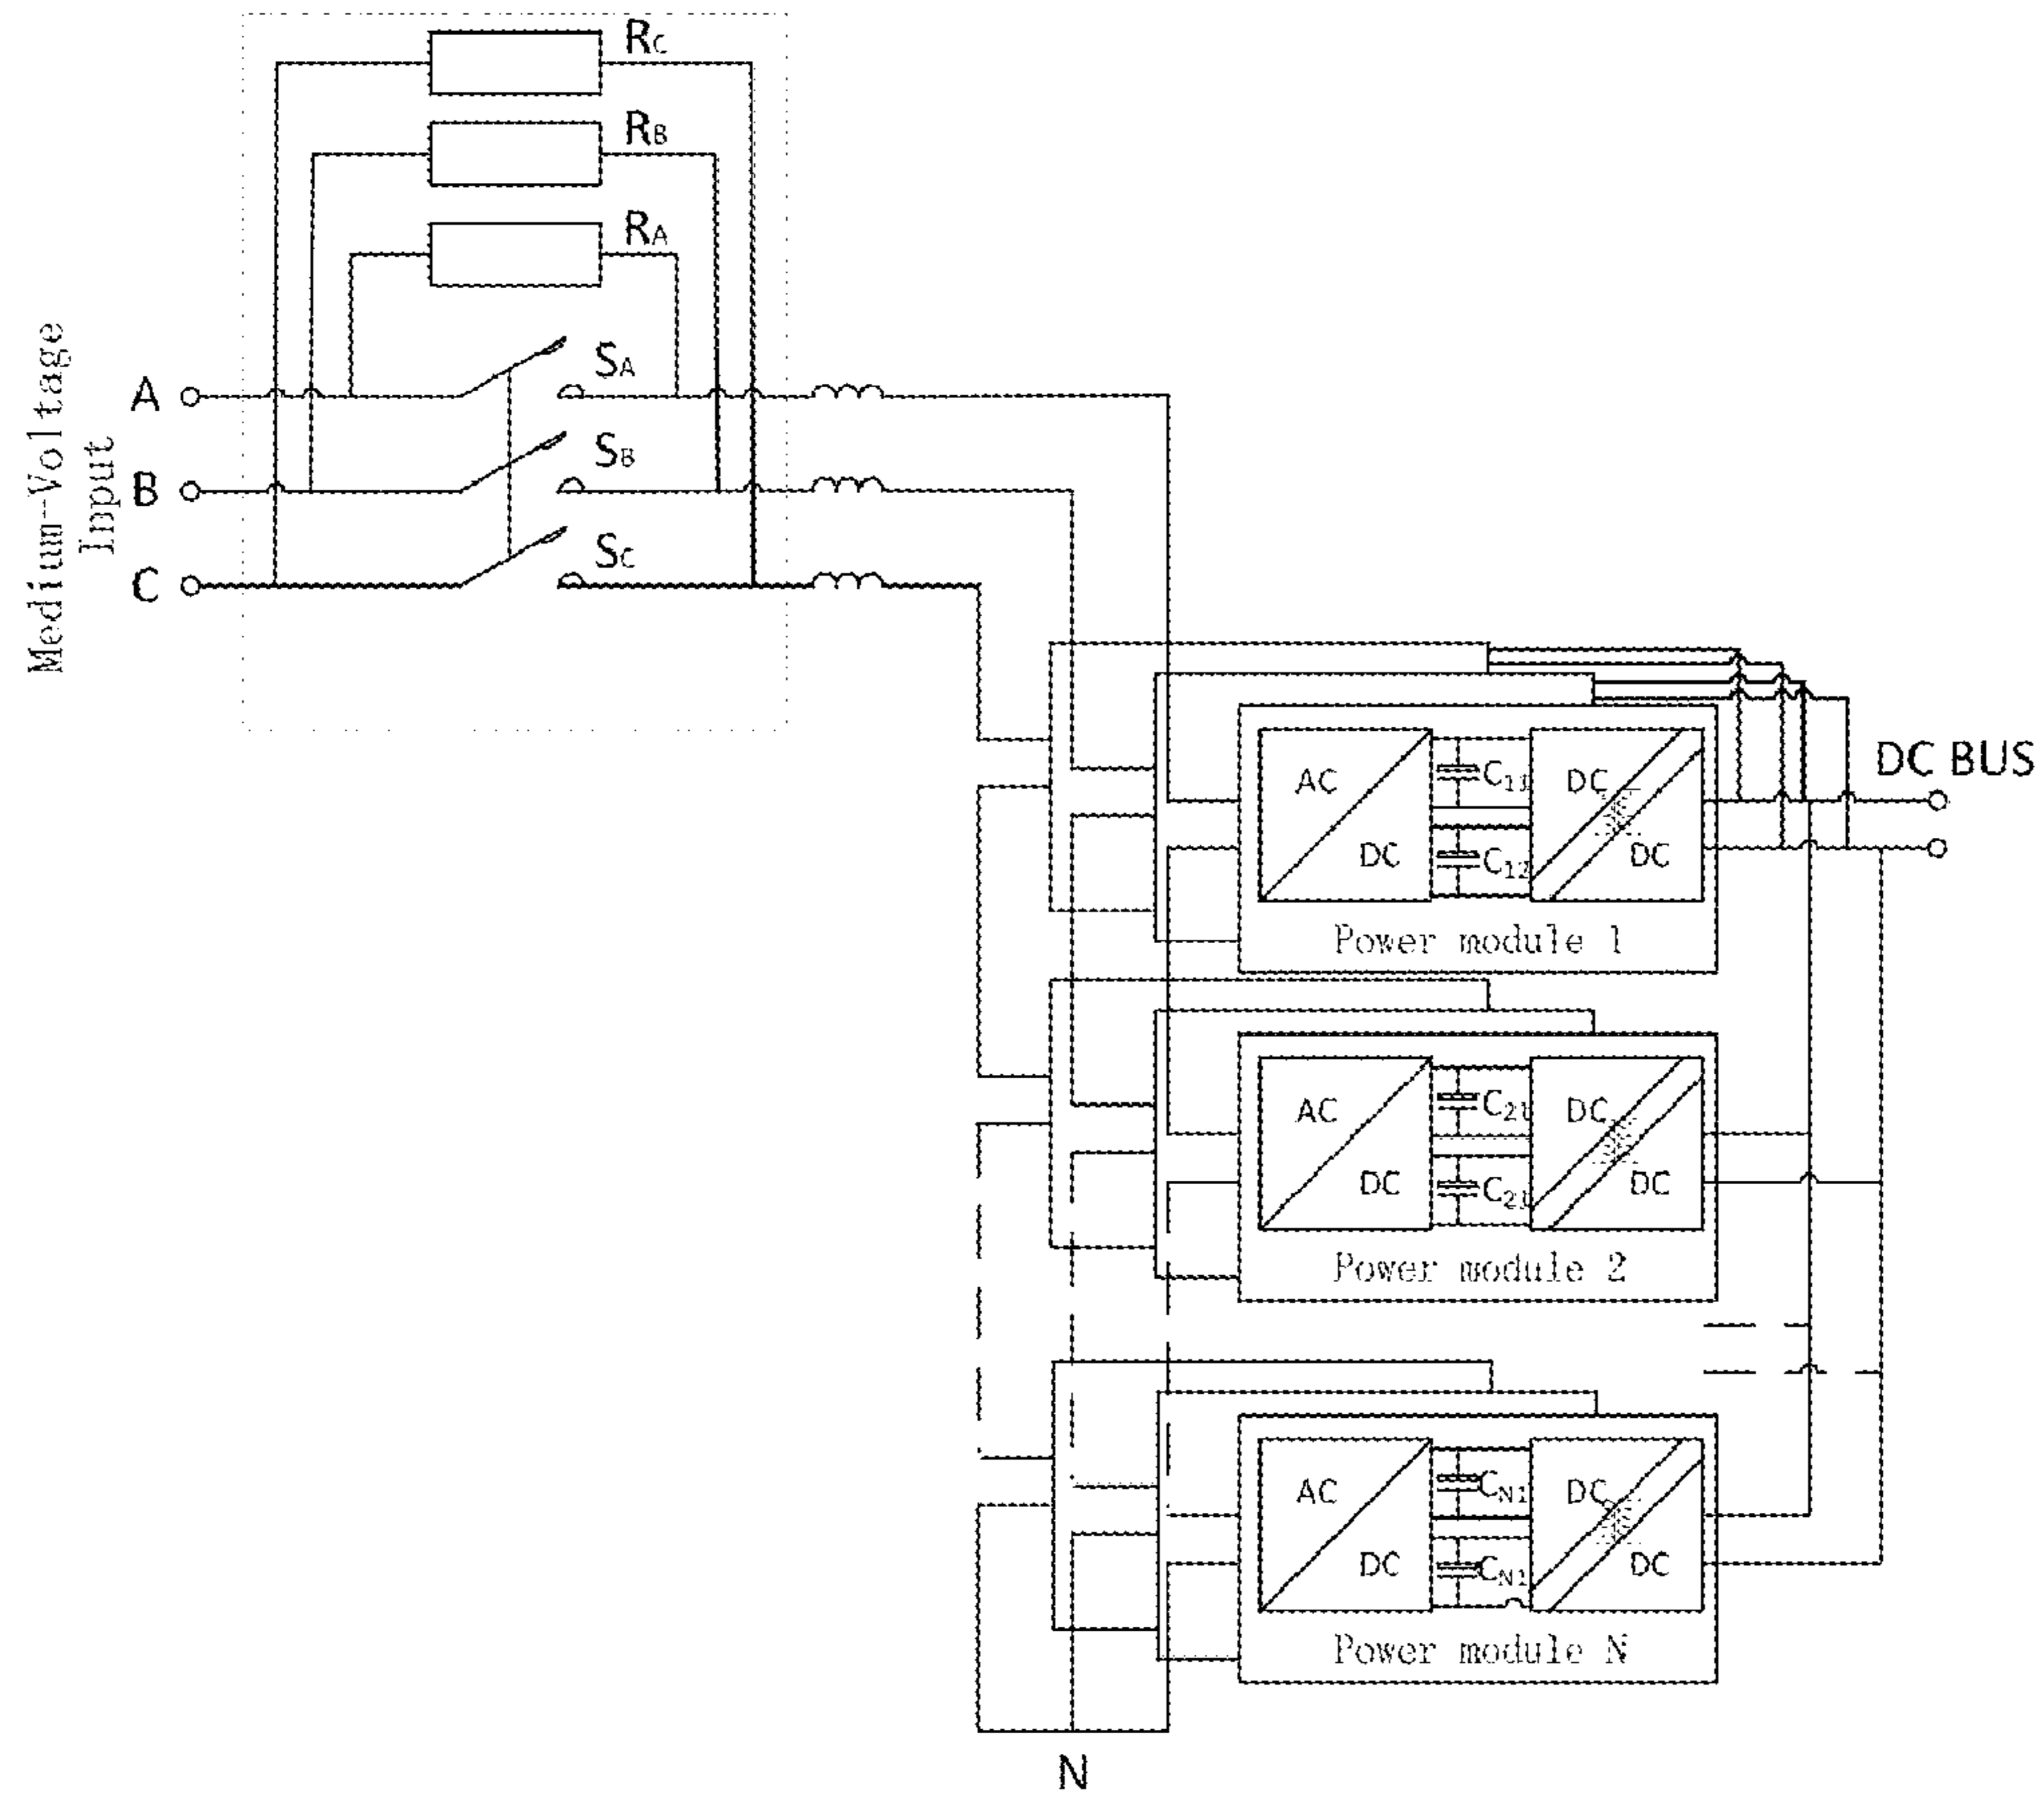 RC
RB
RA
Medium-Voltage
Input
A
SA
B
SB
C
SC
DC BUS
AC
DC
C11
C12
DC
DC
Power module 1
AC
DC
C21
C21
DC
DC
Power module 2
AC
DC
CN1
CN1
DC
DC
Power module N
N